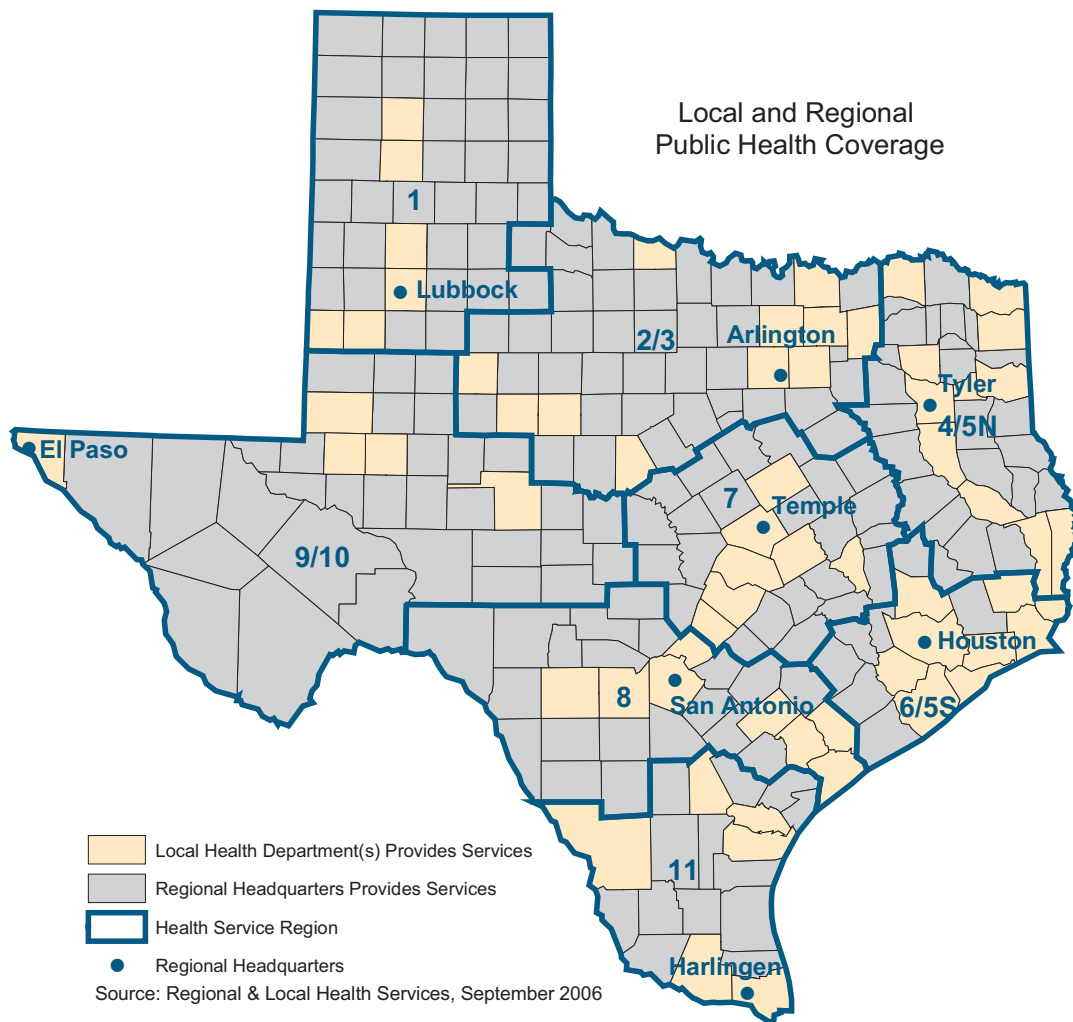 Local and Regional
Public Health Coverage
1
Lubbock
2/3
Arlington
Tyler
4/5N
El Paso
7
Temple
9/10
Houston
8
San Antonio
6/5S
11
Harlingen
Local Health Department(s) Provides Services
Regional Headquarters Provides Services
Health Service Region
Regional Headquarters
Source: Regional & Local Health Services, September 2006